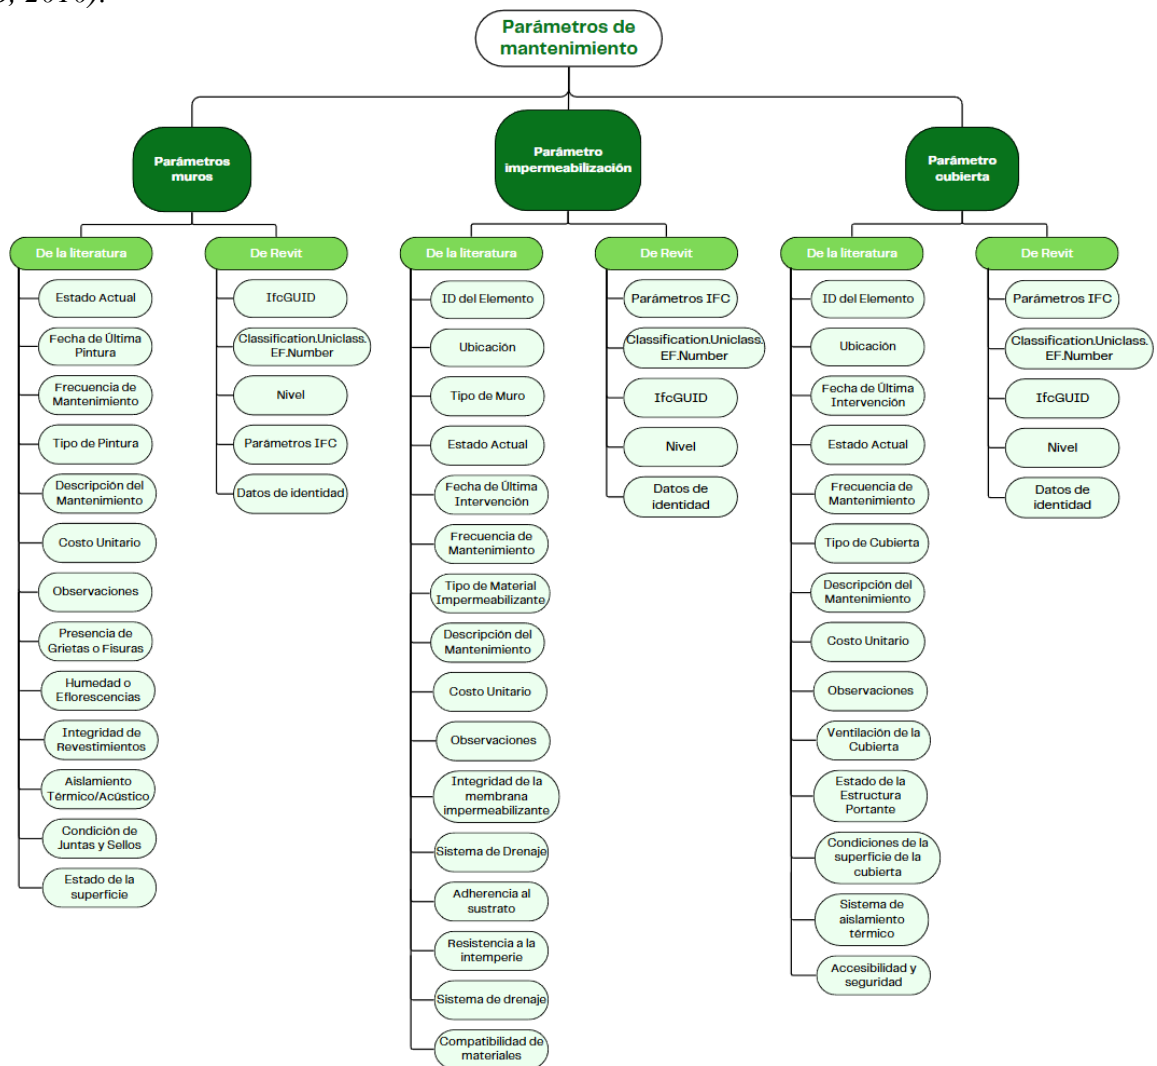 2010).
Parámetros de
mantenimiento
Parámetros
muros
De la literatura
Estado Actual
Fecha de Última
Pintura
Frecuencia de
Mantenimiento
Tipo de Pintura
Descripción del
Mantenimiento
Costo Unitario
Observaciones
Presencia de
Grietas o Fisuras
Humedad o
Eflorescencias
Integridad de
Revestimientos
Aislamiento
Térmico/Acústico
Condición de
Juntas y Sellos
Estado de la
superficie
De Revit
IfcGUID
Classification.Uniclass.
EF.Number
Nivel
Parámetros IFC
Datos de identidad
Parámetro
impermeabilización
De la literatura
ID del Elemento
Ubicación
Tipo de Muro
Estado Actual
Fecha de Última
Intervención
Frecuencia de
Mantenimiento
Tipo de Material
Impermeabilizante
Descripción del
Mantenimiento
Costo Unitario
Observaciones
Integridad de la
membrana
impermeabilizante
Sistema de Drenaje
Adherencia al
sustrato
Resistencia a la
intemperie
Sistema de drenaje
Compatibilidad de
materiales
De Revit
Parámetros IFC
Classification.Uniclass.
EF.Number
IfcGUID
Nivel
Datos de
identidad
Parámetro
cubierta
De la literatura
ID del Elemento
Ubicación
Fecha de Última
Intervención
Estado Actual
Frecuencia de
Mantenimiento
Tipo de Cubierta
Descripción del
Mantenimiento
Costo Unitario
Observaciones
Ventilación de la
Cubierta
Estado de la
Estructura
Portante
Condiciones de la
superficie de la
cubierta
Sistema de
aislamiento
térmico
Accesibilidad y
seguridad
De Revit
Parámetros IFC
Classification.Uniclass.
EF.Number
IfcGUID
Nivel
Datos de
identidad